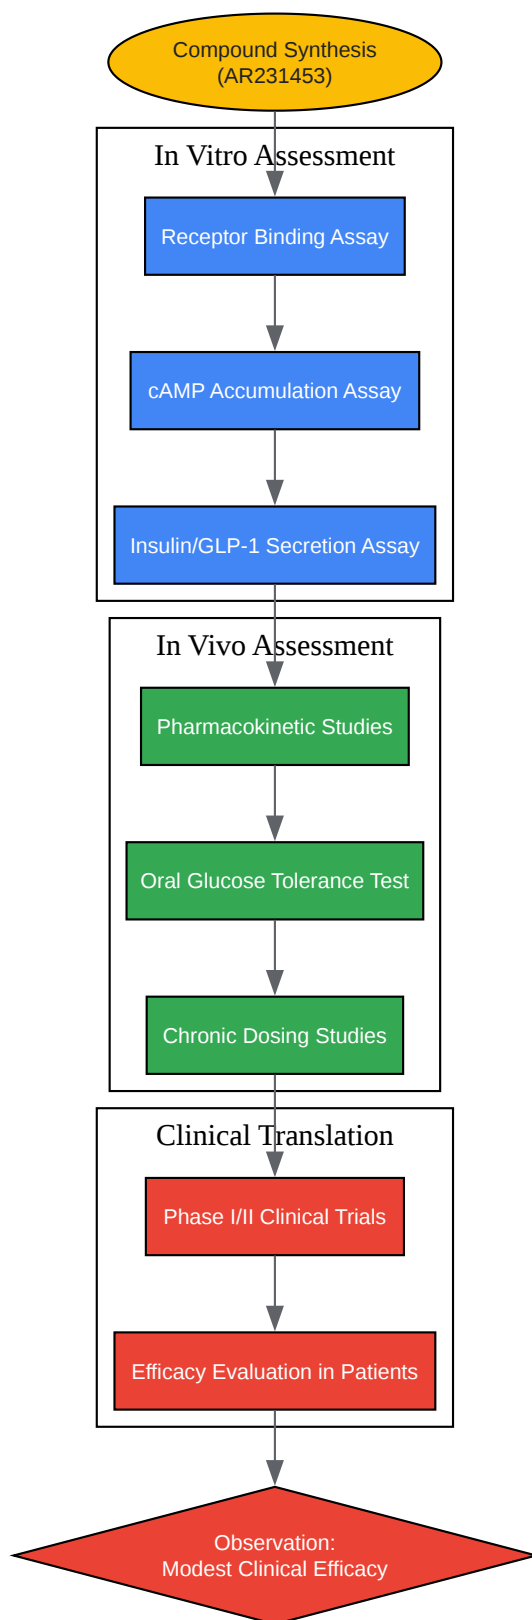 Compound Synthesis
(AR231453)
In Vitro Assessment
Receptor Binding Assay
cAMP Accumulation Assay
Insulin/GLP-1 Secretion Assay
In Vivo Assessment
Pharmacokinetic Studies
Oral Glucose Tolerance Test
Chronic Dosing Studies
Clinical Translation
Phase I/II Clinical Trials
Efficacy Evaluation in Patients
Observation:
Modest Clinical Efficacy